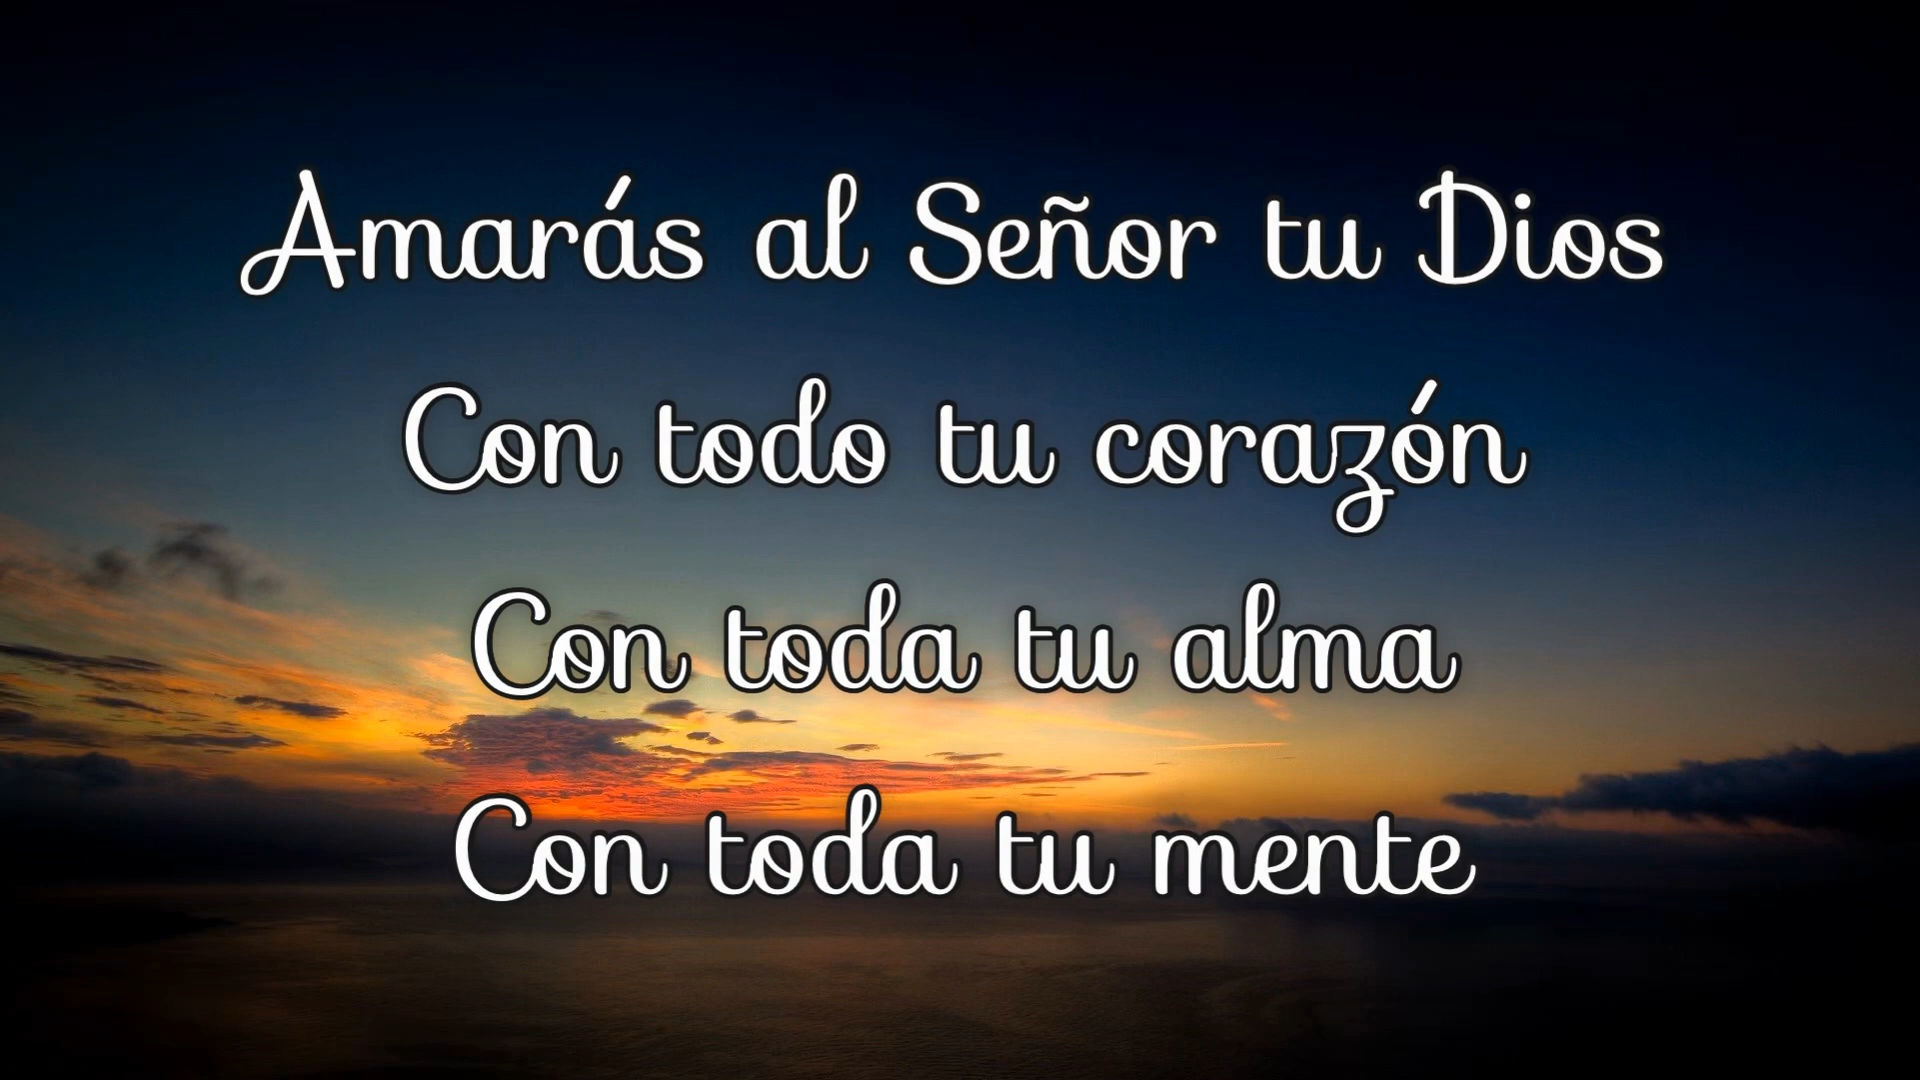 Amarás al Señor tu Dios
Con todo tu corazón
Con toda tu alma
Con toda tu mente